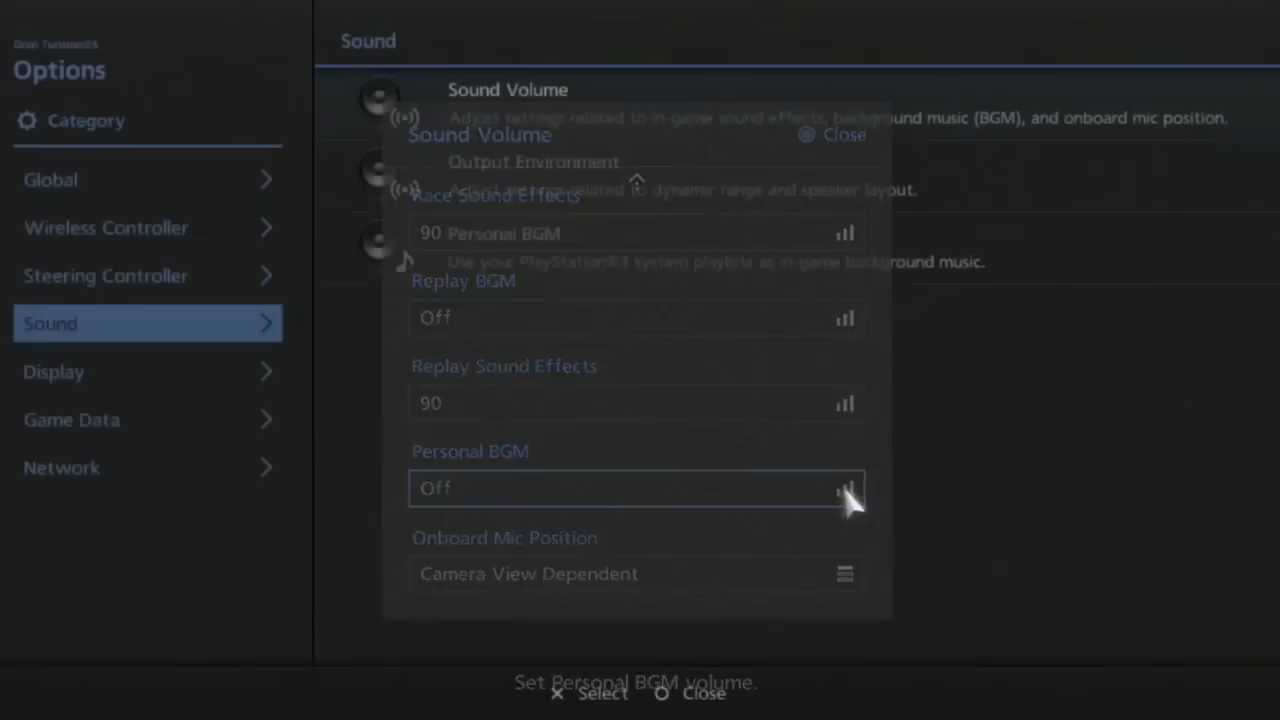 Gran Turismo®6
Options
Category
Global
Wireless Controller
Steering Controller
Sound
Display
Game Data
Network
Sound
Sound Volume
Adjust settings related to in-game sound effects, background music (BGM), and onboard mic position.
Output Environment
Adjust settings related to dynamic range and speaker layout.
Personal BGM
Use your PlayStation®3 system playlists as in-game background music.
Sound Volume
Close
Race Sound Effects
90
Replay BGM
Off
Replay Sound Effects
90
Personal BGM
Off
Onboard Mic Position
Camera View Dependent
Set Personal BGM volume.
Select Close